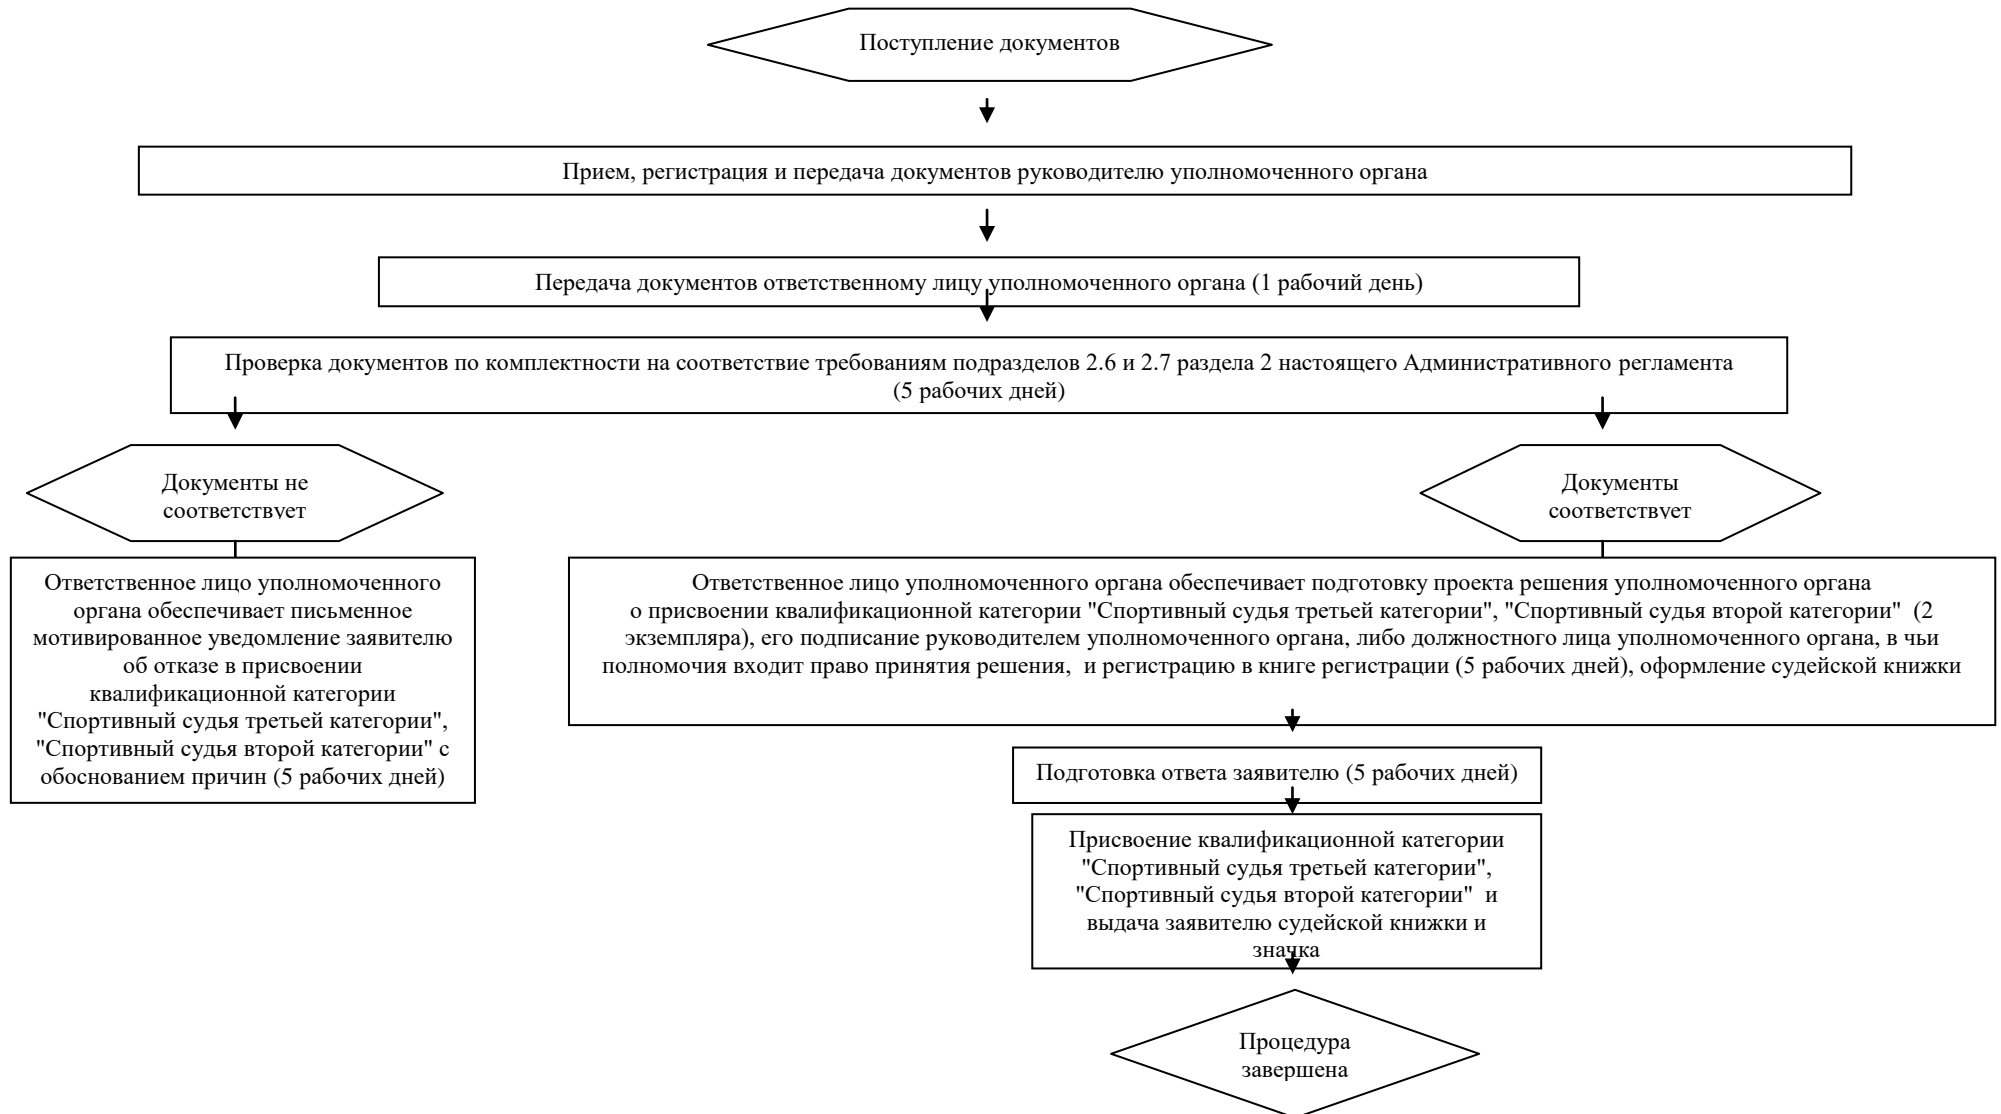 Поступление документов
Прием, регистрация и передача документов руководителю уполномоченного органа
Передача документов ответственному лицу уполномоченного органа (1 рабочий день)
Проверка документов по комплектности на соответствие требованиям подразделов 2.6 и 2.7 раздела 2 настоящего Административного регламента
(5 рабочих дней)
Документы не
соответствует
Документы
соответствует
Ответственное лицо уполномоченного
органа обеспечивает письменное
мотивированное уведомление заявителю
об отказе в присвоении
квалификационной категории
"Спортивный судья третьей категории",
"Спортивный судья второй категории" с
обоснованием причин (5 рабочих дней)
Ответственное лицо уполномоченного органа обеспечивает подготовку проекта решения уполномоченного органа
о присвоении квалификационной категории "Спортивный судья третьей категории", "Спортивный судья второй категории" (2
экземпляра), его подписание руководителем уполномоченного органа, либо должностного лица уполномоченного органа, в чьи
полномочия входит право принятия решения, и регистрацию в книге регистрации (5 рабочих дней), оформление судейской книжки
Подготовка ответа заявителю (5 рабочих дней)
Присвоение квалификационной категории
"Спортивный судья третьей категории",
"Спортивный судья второй категории" и
выдача заявителю судейской книжки и
значка
Процедура
завершена